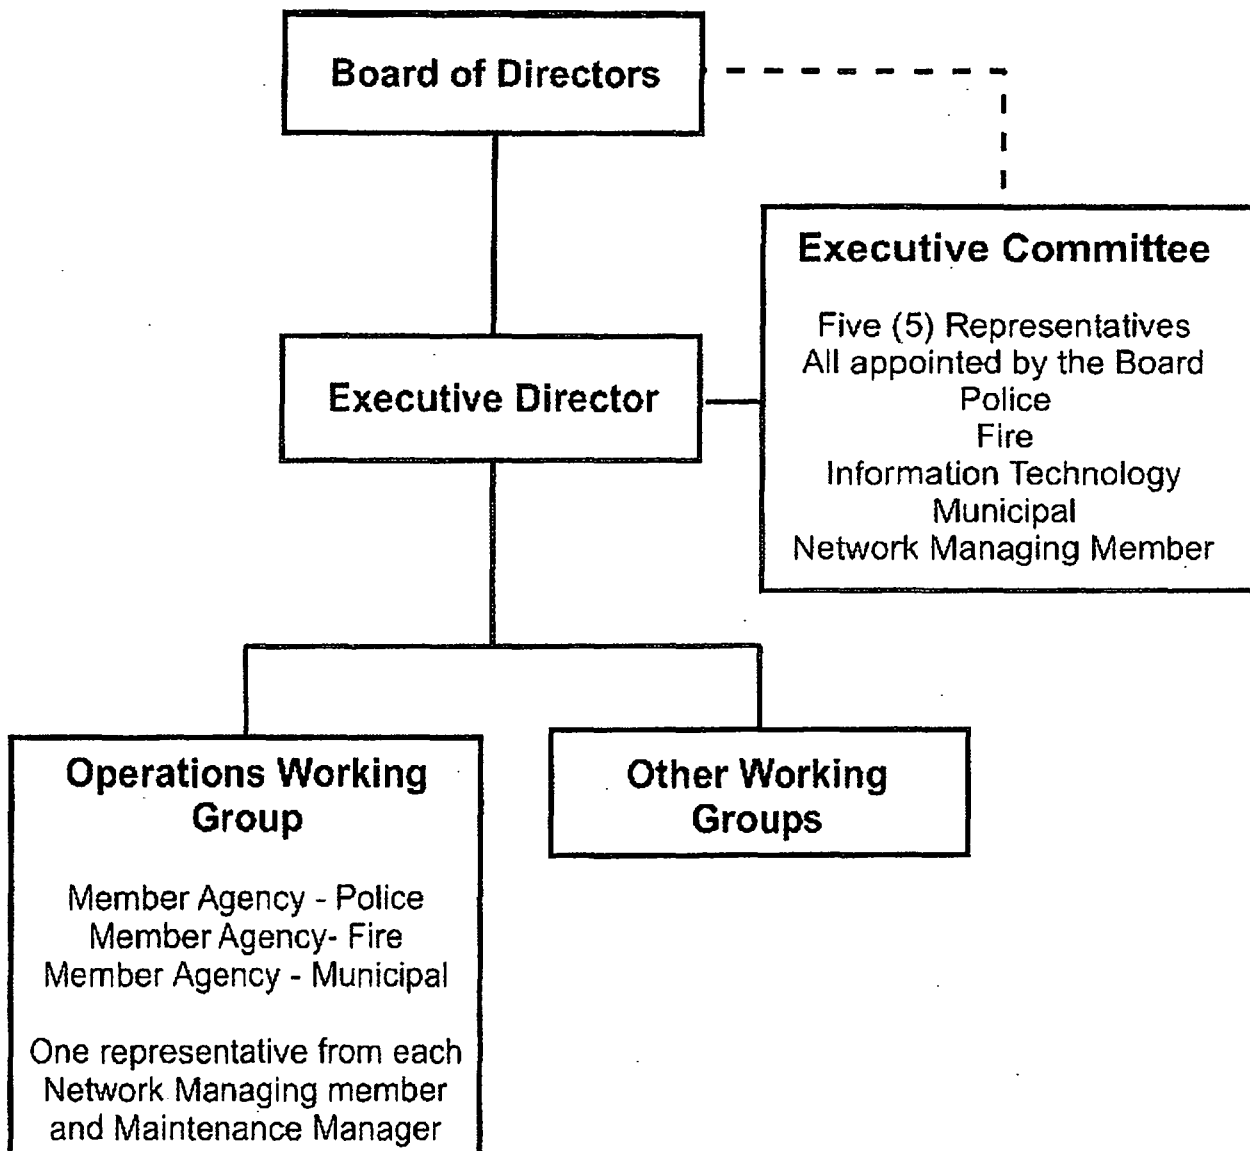 Board of Directors
Executive Committee
Five (5) Representatives
All appointed by the Board
Police
Fire
Information Technology
Municipal
Network Managing Member
Executive Director
Operations Working
Group
Member Agency - Police
Member Agency- Fire
Member Agency - Municipal
One representative from each
Network Managing member
and Maintenance Manager
Other Working
Groups